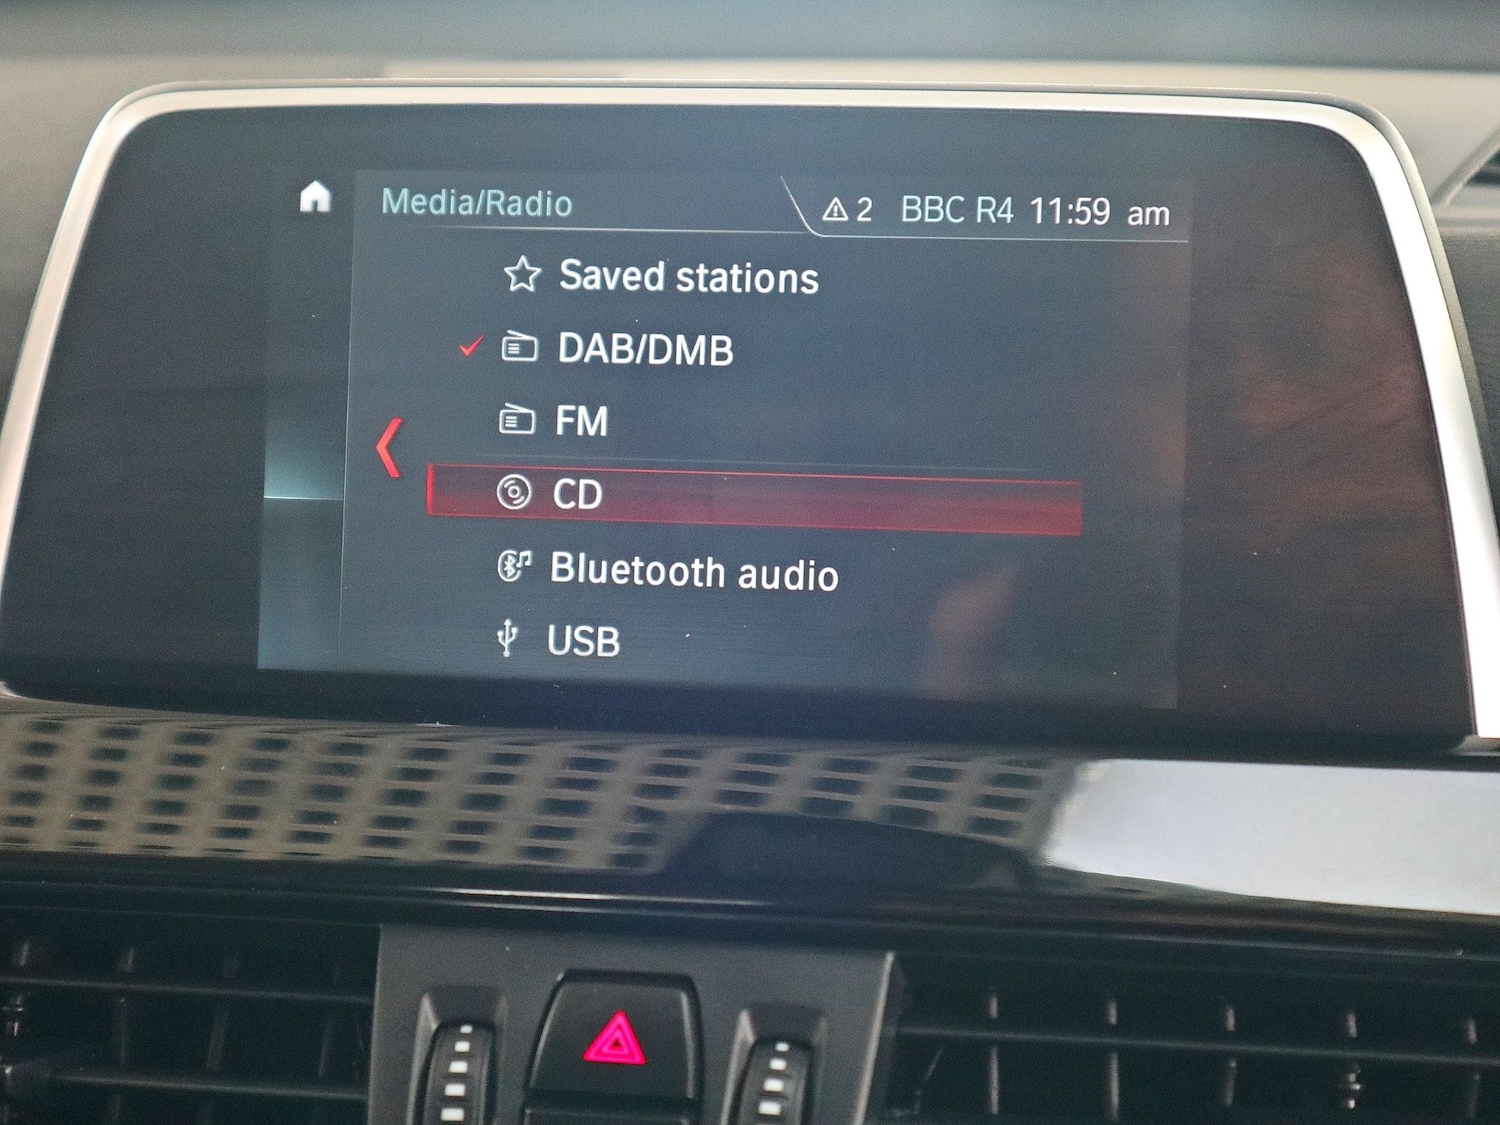 Media/Radio
2 BBC R4 11:59 am
Saved stations
DAB/DMB
FM
CD
Bluetooth audio
USB